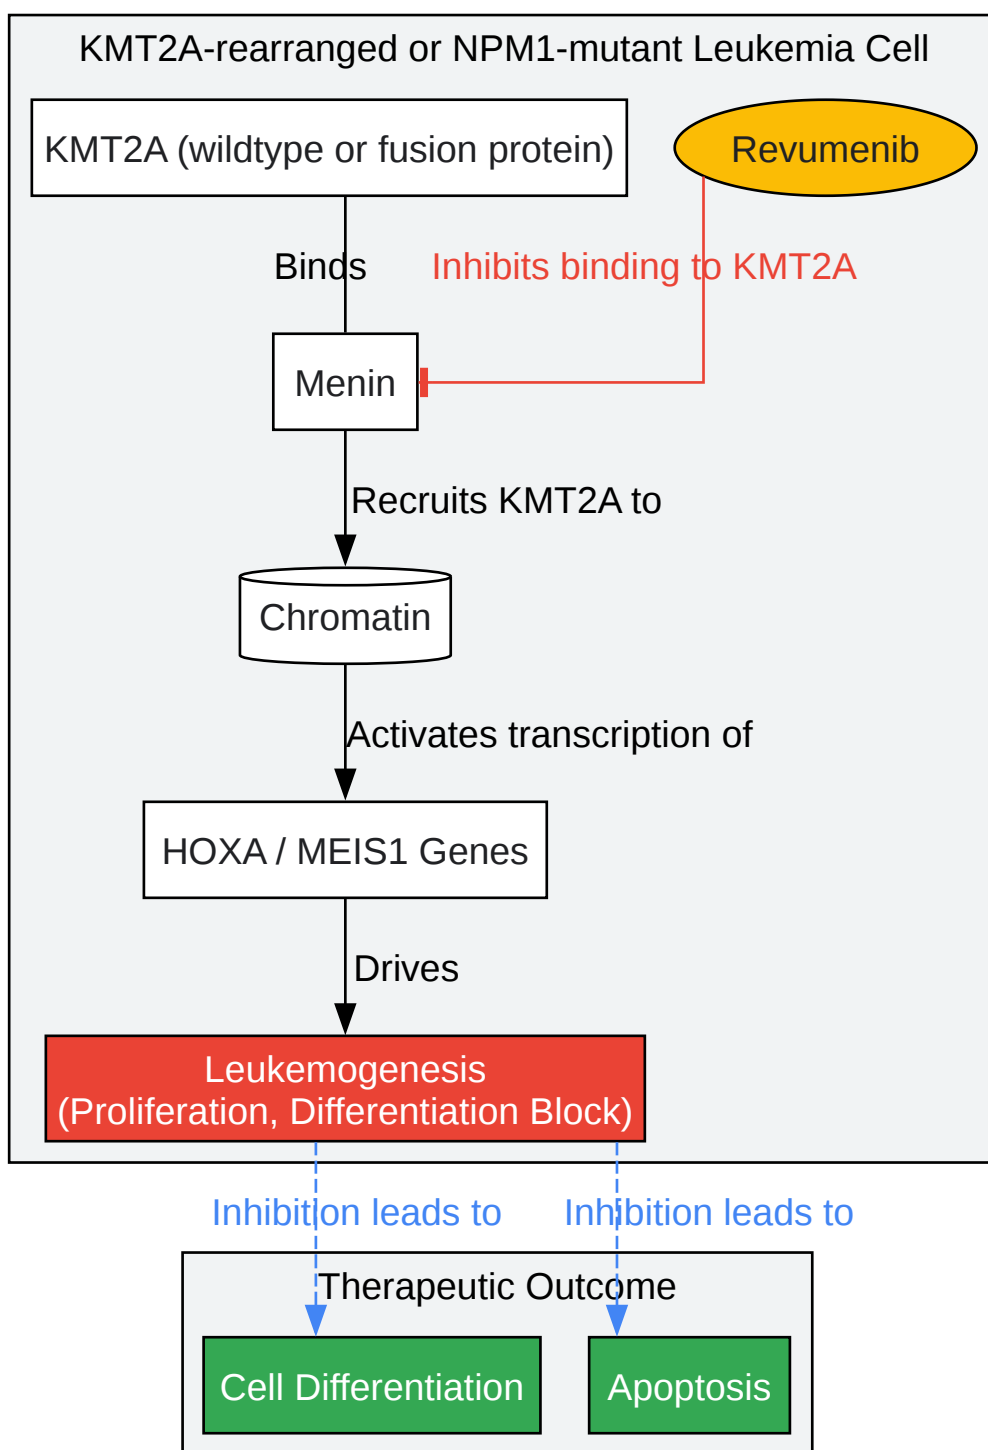 KMT2A-rearranged or NPM1-mutant Leukemia Cell
KMT2A (wildtype or fusion protein)
Revumenib
Binds
Inhibits binding to KMT2A
Menin
Recruits KMT2A to
Chromatin
Activates transcription of
HOXA / MEIS1 Genes
Drives
Leukemogenesis
(Proliferation, Differentiation Block)
Inhibition leads to
Inhibition leads to
Therapeutic Outcome
Cell Differentiation
Apoptosis